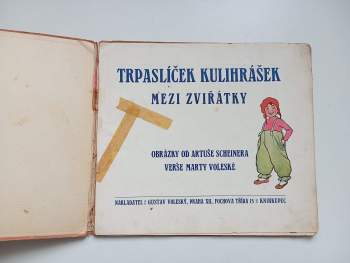 TRPASLÍČEK KULIHRÁŠEK
MEZI ZVÍŘÁTKY
OBRÁZKY OD ARTUŠE SCHEINERA
VERŠE MARTY VOLESKÉ
NAKLADATEL: GUSTAV VOLESKÝ, PRAHA XII., FOCHOVA TŘÍDA 15 : KNIHKUPEC